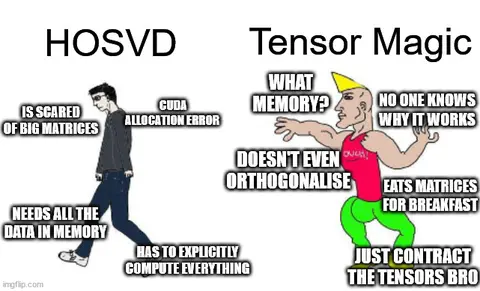 HOSVD
IS SCARED
OF BIG MATRICES
CUDA
ALLOCATION ERROR
NEEDS ALL THE
DATA IN MEMORY
HAS TO EXPLICITLY
COMPUTE EVERYTHING
Tensor Magic
WHAT
MEMORY?
NO ONE KNOWS
WHY IT WORKS
DOESN'T EVEN
ORTHOGONALISE
EATS MATRICES
FOR BREAKFAST
JUST CONTRACT
THE TENSORS BRO
imgflip.com